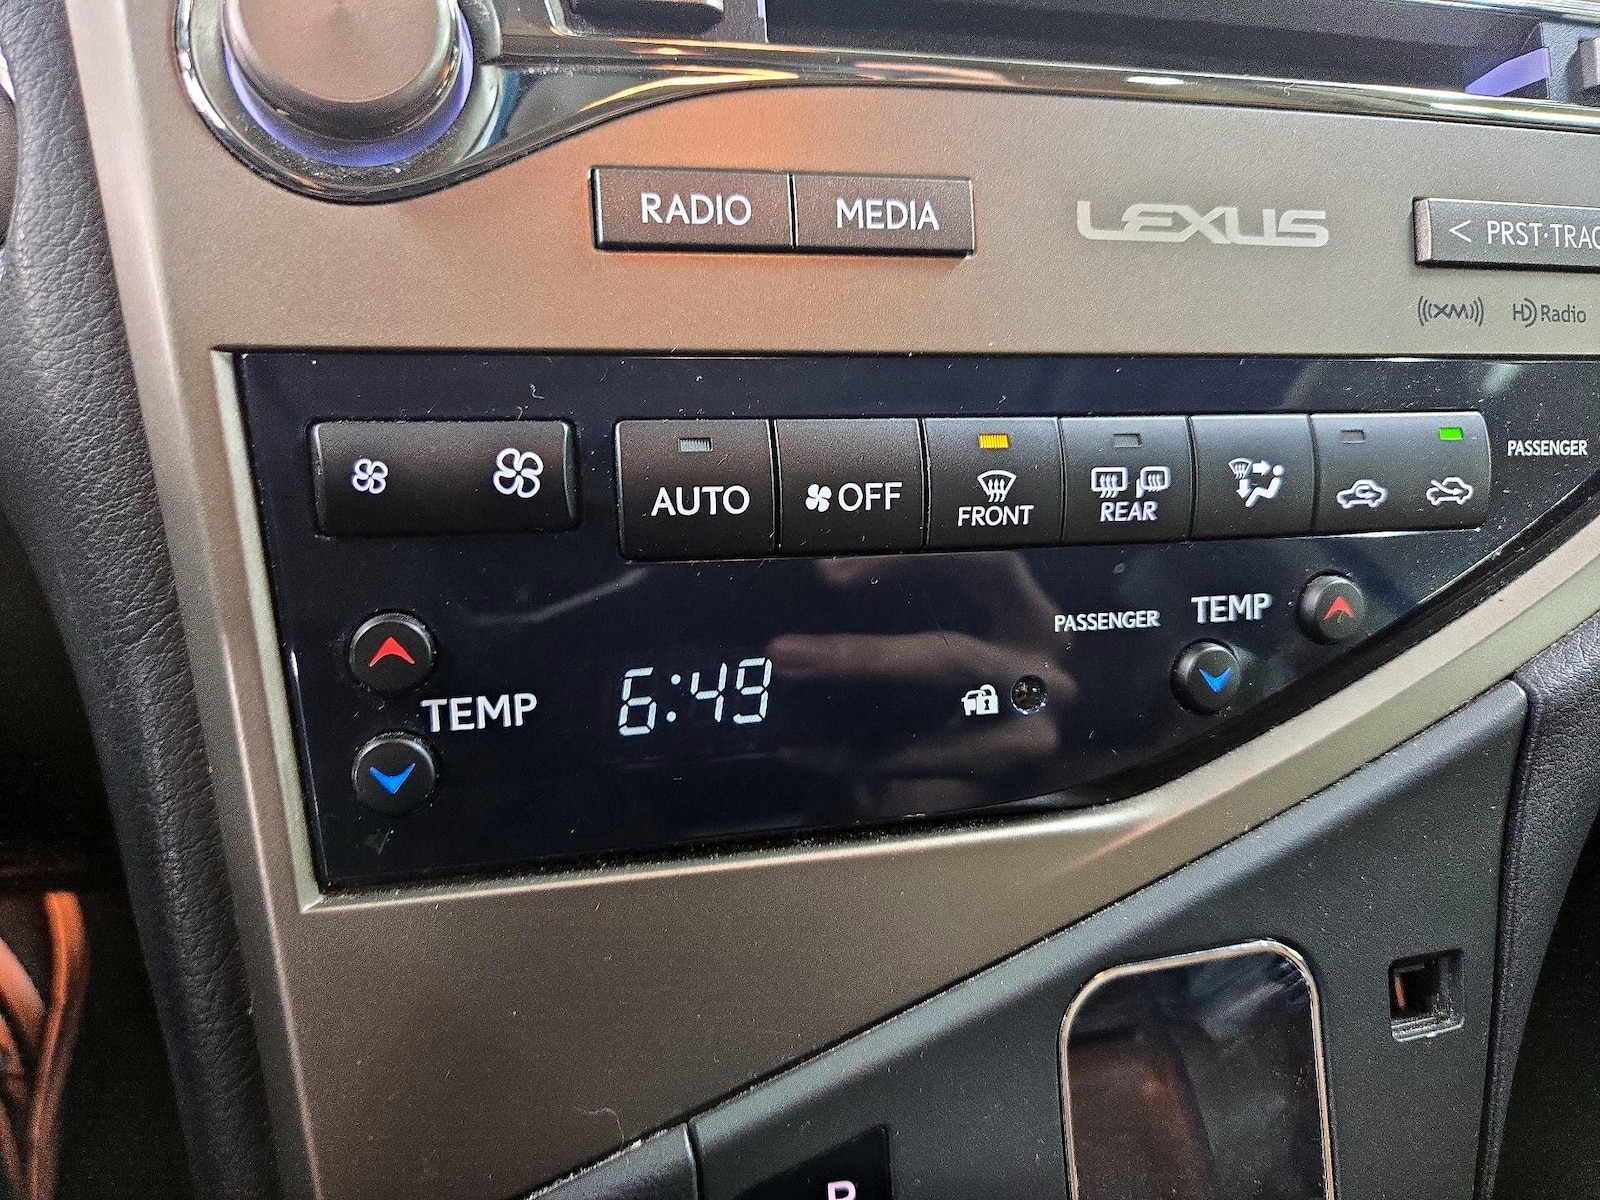 RADIO MEDIA LEXUS < PRST·TRAC
((XM)) HD Radio
PASSENGER
AUTO OFF FRONT REAR
PASSENGER TEMP
TEMP 6:49
P